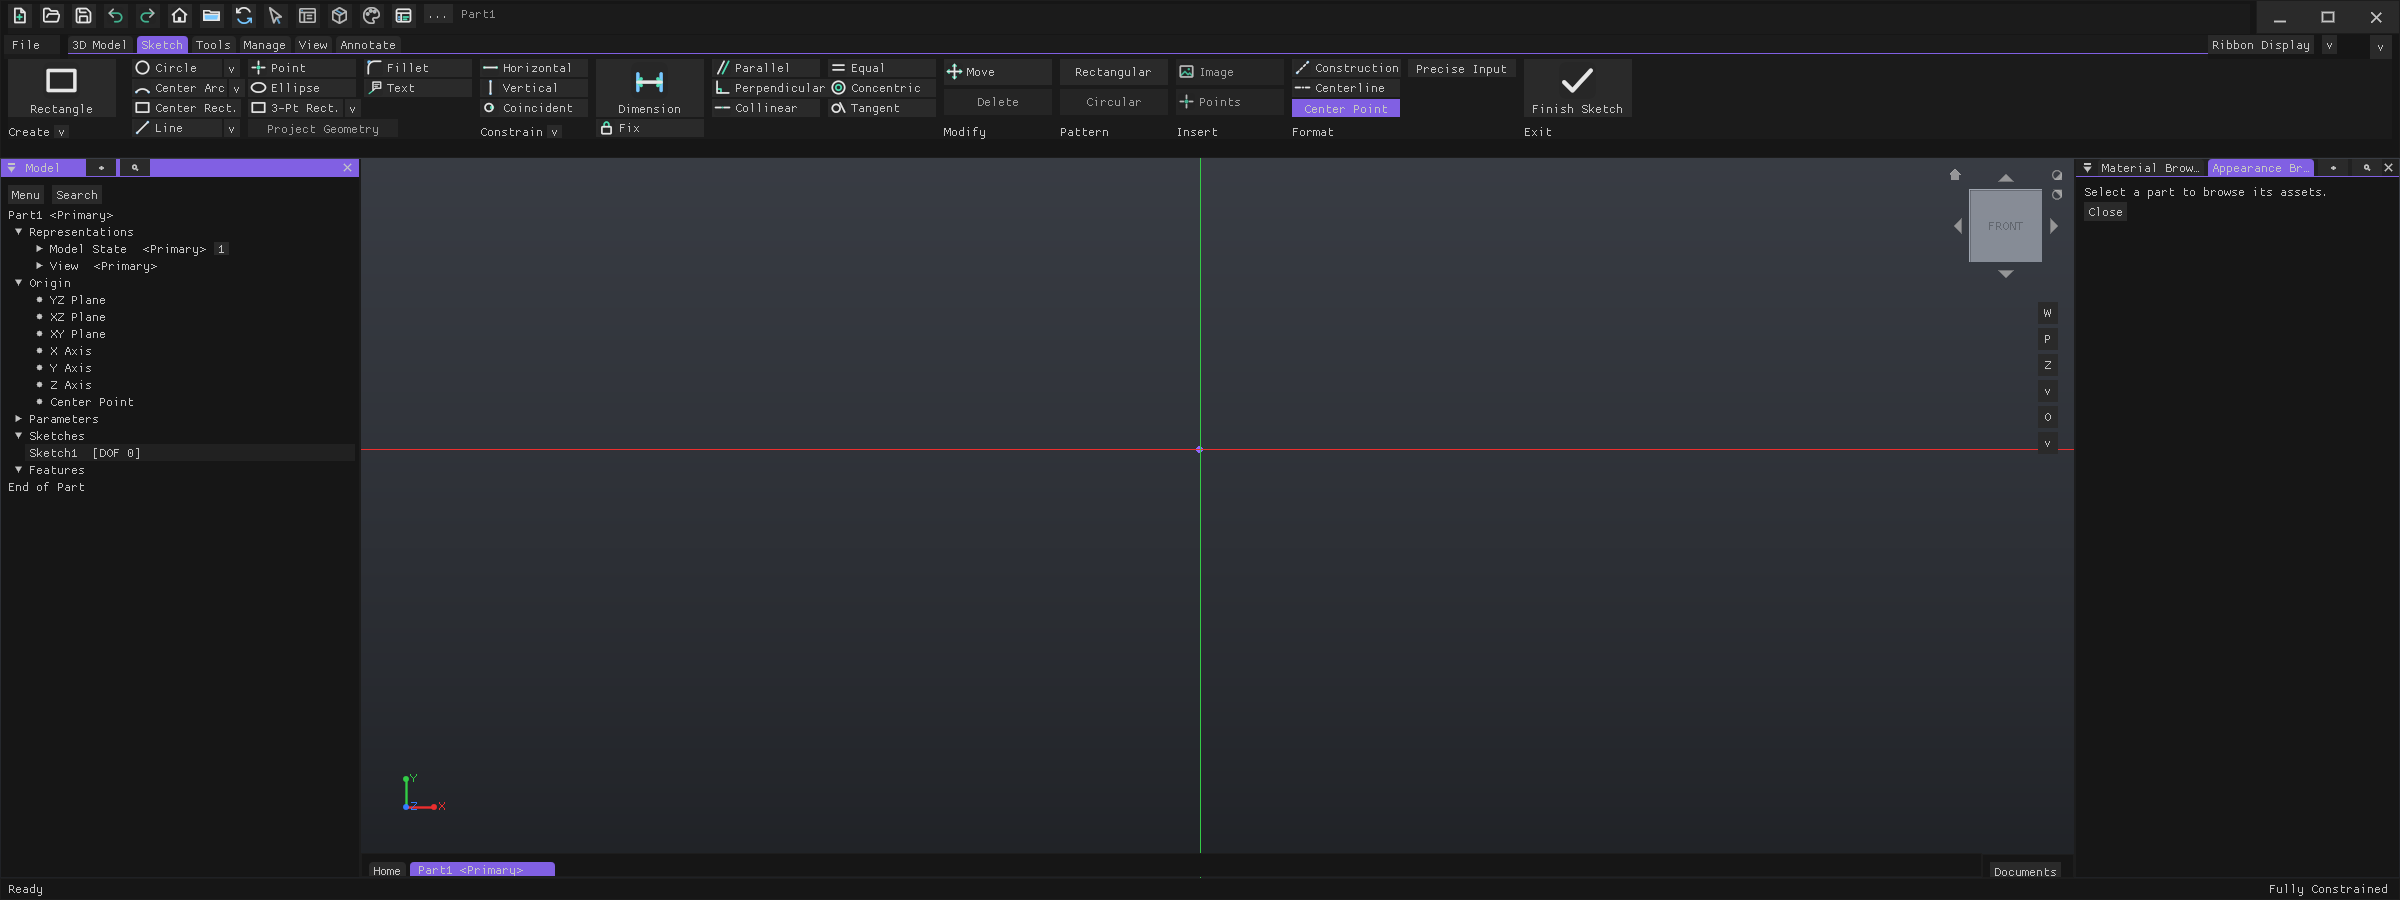 ... Part1
File 3D Model Sketch Tools Manage View Annotate Ribbon Display v v
Rectangle
Create v
Circle v Point Fillet
Center Arc v Ellipse Text
Center Rect. 3-Pt Rect. v
Line v Project Geometry
Horizontal
Vertical
Coincident
Constrain v
Dimension
Fix
Parallel Equal
Perpendicular Concentric
Collinear Tangent
Move
Delete
Modify
Rectangular
Circular
Pattern
Image
Points
Insert
Construction
Centerline
Center Point
Format
Precise Input
Finish Sketch
Exit
Model
Menu Search
Part1 <Primary>
Representations
Model State <Primary> 1
View <Primary>
Origin
YZ Plane
XZ Plane
XY Plane
X Axis
Y Axis
Z Axis
Center Point
Parameters
Sketches
Sketch1 [DOF 0]
Features
End of Part
FRONT
W
P
Z
v
O
v
Y
Z X
Material Brow… Appearance Br…
Select a part to browse its assets.
Close
Home Part1 <Primary> Documents
Ready Fully Constrained